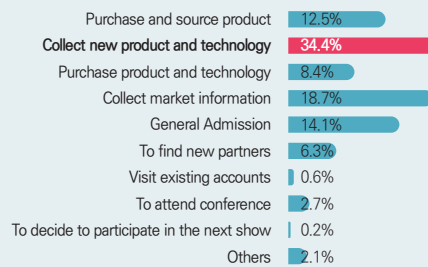 Purchase and source product 12.5%
Collect new product and technology 34.4%
Purchase product and technology 8.4%
Collect market information 18.7%
General Admission 14.1%
To find new partners 6.3%
Visit existing accounts 0.6%
To attend conference 2.7%
To decide to participate in the next show 0.2%
Others 2.1%